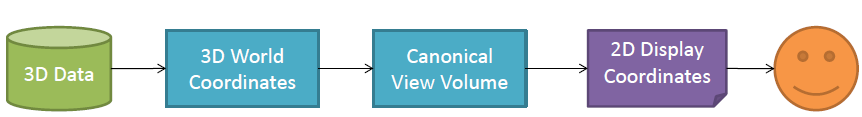 3D Data
3D World
Coordinates
Canonical
View Volume
2D Display
Coordinates